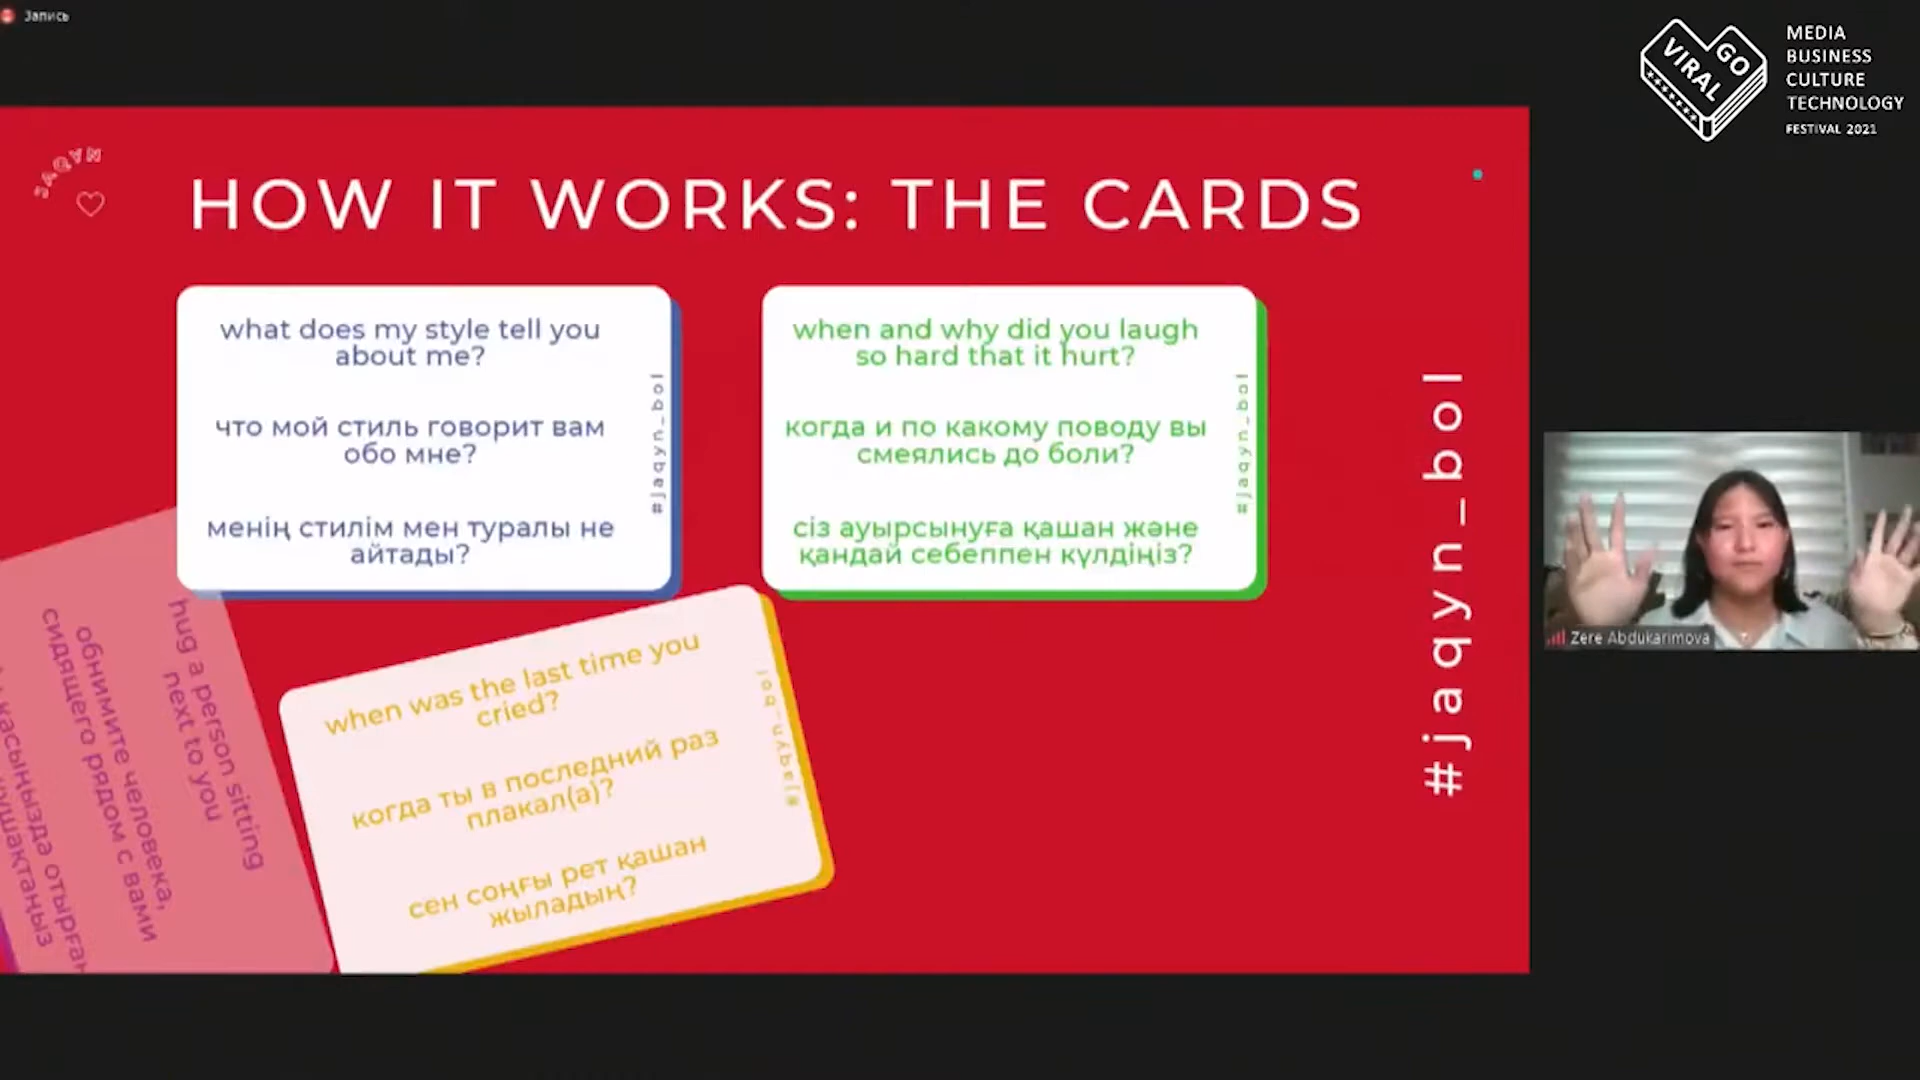 Запись
VIRAL GO
MEDIA
BUSINESS
CULTURE
TECHNOLOGY
FESTIVAL 2021
JAQYN
HOW IT WORKS: THE CARDS
what does my style tell you
about me?
что мой стиль говорит вам
обо мне?
менің стилім мен туралы не
айтады?
#jaqyn_bol
when and why did you laugh
so hard that it hurt?
когда и по какому поводу вы
смеялись до боли?
сіз ауырсынуға қашан және
қандай себеппен күлдіңіз?
#jaqyn_bol
hug a person sitting
next to you
обнимите человека,
сидящего рядом с вами
отырған
құшақтаңыз
when was the last time you
cried?
когда ты в последний раз
плакал(а)?
сен соңғы рет қашан
жыладың?
#jaqyn_bol
#jaqyn_bol
Zere Abdukarimova